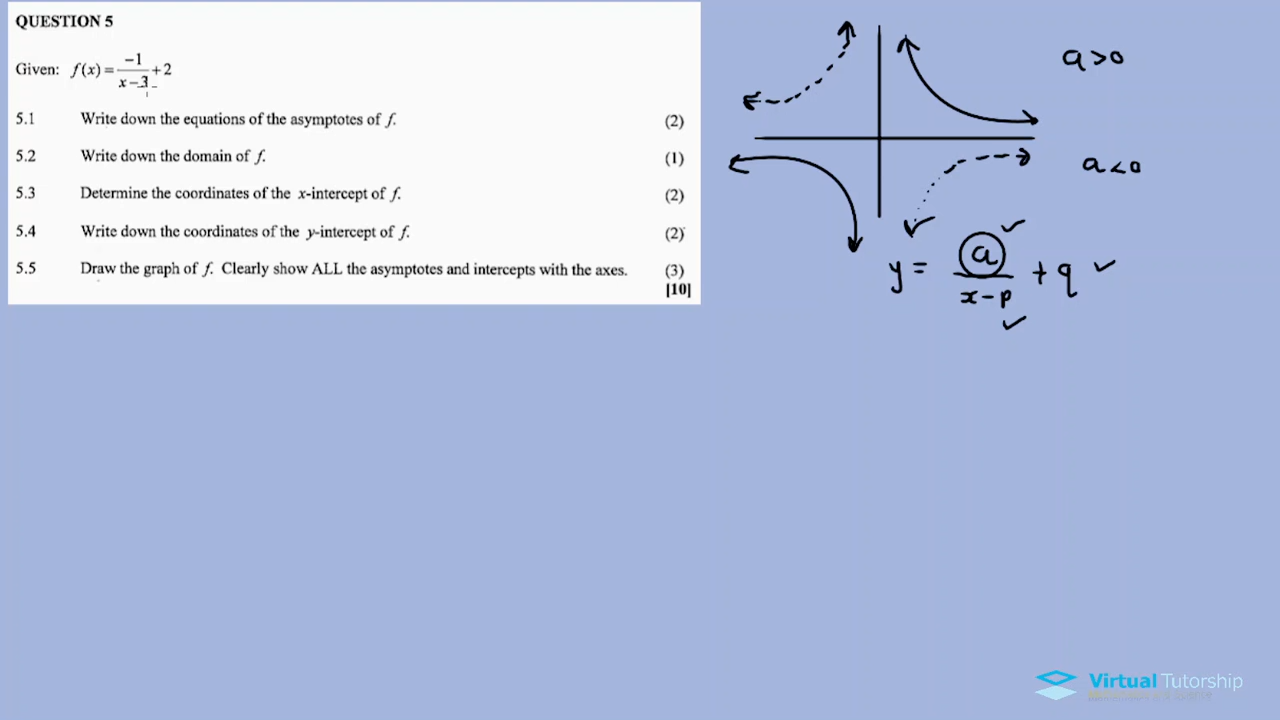 QUESTION 5
Given: f(x) = -1/(x-3) + 2
5.1 Write down the equations of the asymptotes of f. (2)
5.2 Write down the domain of f. (1)
5.3 Determine the coordinates of the x-intercept of f. (2)
5.4 Write down the coordinates of the y-intercept of f. (2)
5.5 Draw the graph of f. Clearly show ALL the asymptotes and intercepts with the axes. (3)
[10]
a>0
a<0
y = a/(x-p) + q
Virtual Tutorship